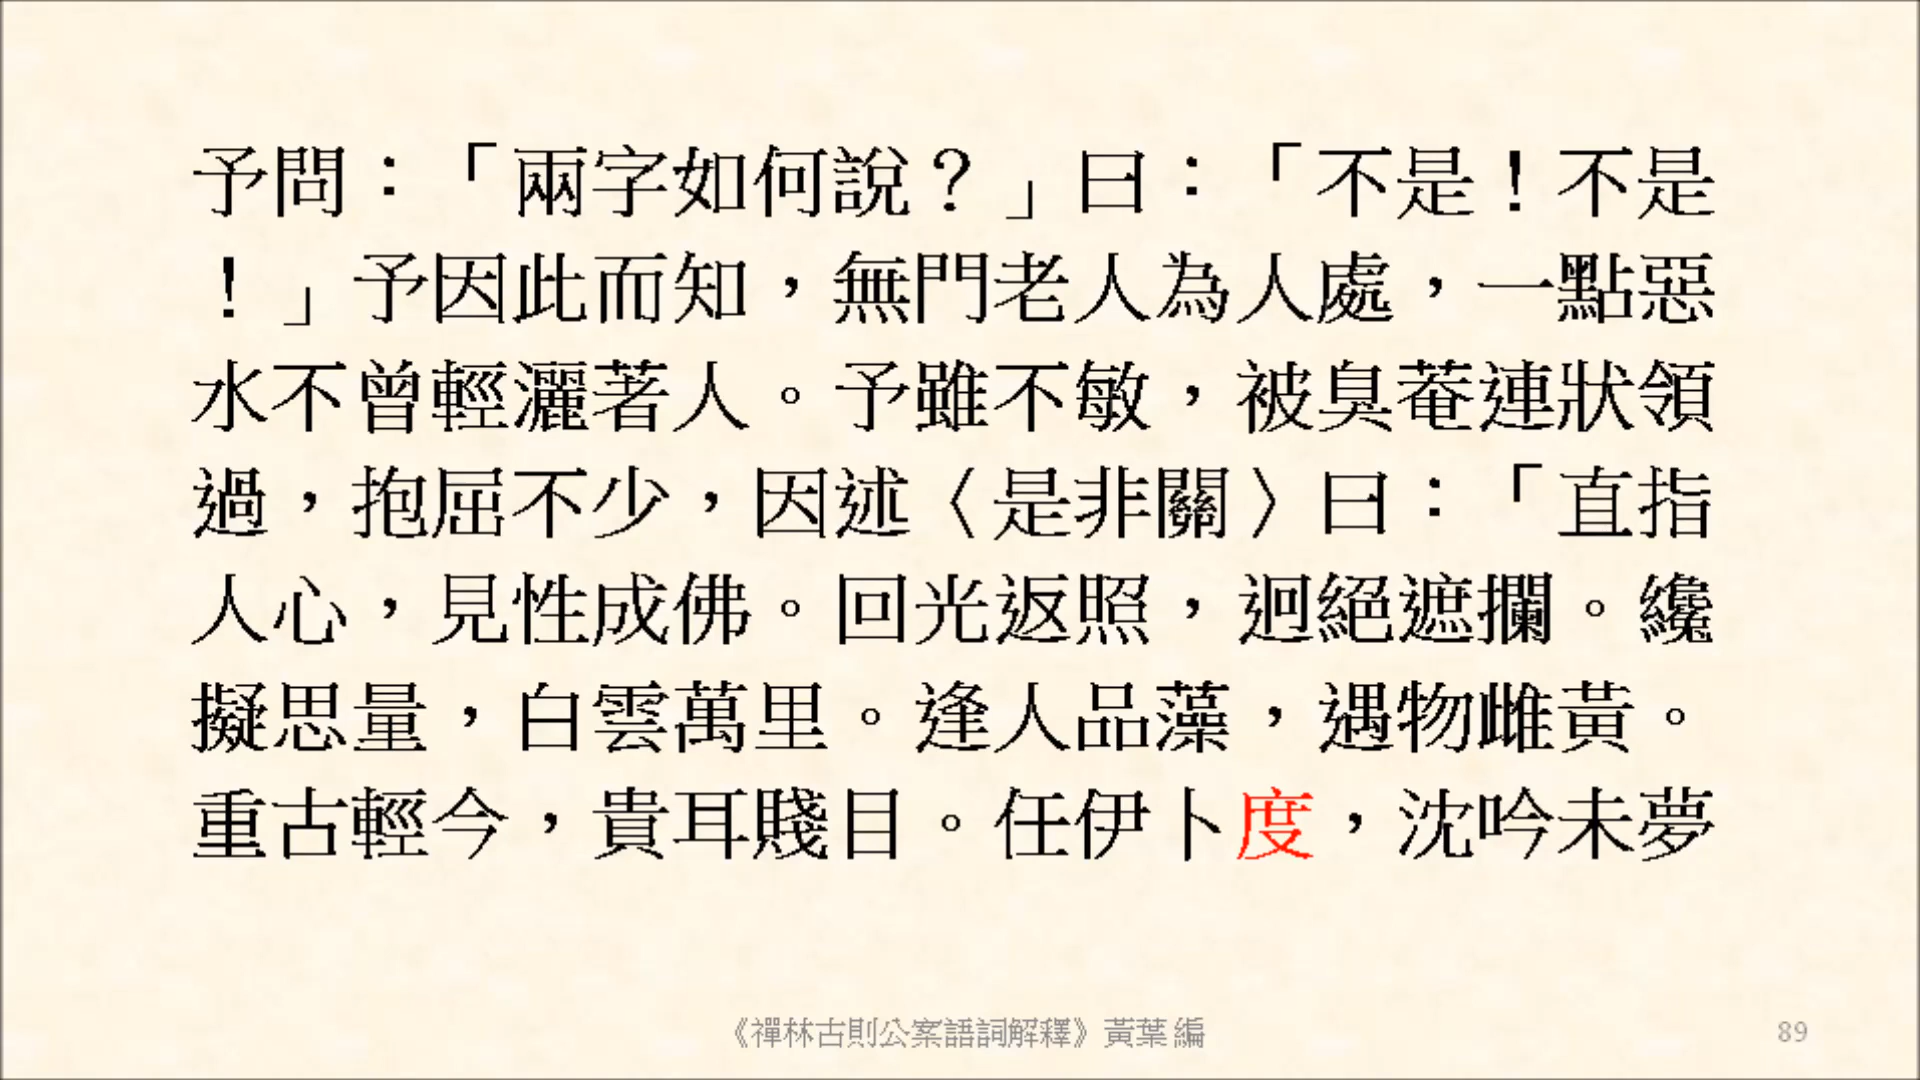 予問：「兩字如何說？」曰：「不是！不是
！」予因此而知，無門老人為人處，一點惡
水不曾輕灑著人。予雖不敏，被臭菴連狀領
過，抱屈不少，因述〈是非關〉曰：「直指
人心，見性成佛。回光返照，迥絕遮攔。纔
擬思量，白雲萬里。逢人品藻，遇物雌黃。
重古輕今，貴耳賤目。任伊卜度，沈吟未夢
《禪林古則公案語詞解釋》黃葉 編
89